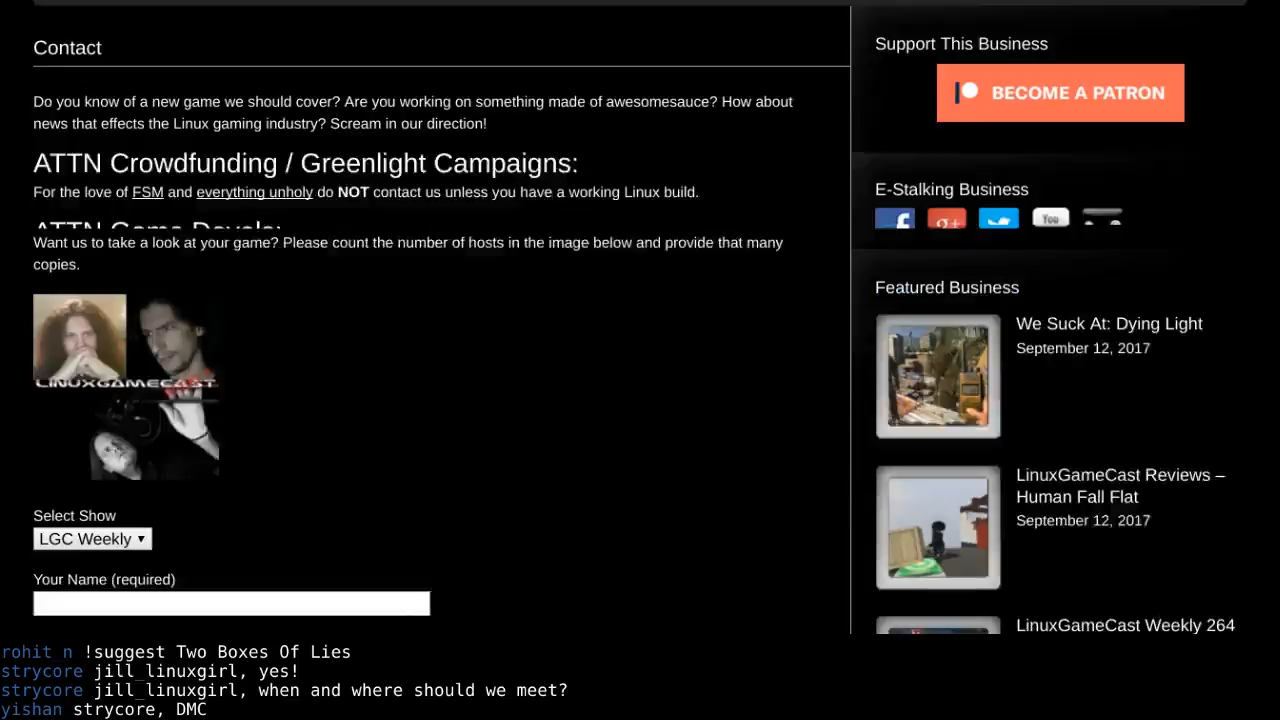 Contact
Do you know of a new game we should cover? Are you working on something made of awesomesauce? How about
news that effects the Linux gaming industry? Scream in our direction!
ATTN Crowdfunding / Greenlight Campaigns:
For the love of FSM and everything unholy do NOT contact us unless you have a working Linux build.
ATTN Game Devels:
Want us to take a look at your game? Please count the number of hosts in the image below and provide that many
copies.
LINUXGAMECAST
Select Show
LGC Weekly
Your Name (required)
Support This Business
BECOME A PATRON
E-Stalking Business
f
g+
You
Featured Business
We Suck At: Dying Light
September 12, 2017
LinuxGameCast Reviews –
Human Fall Flat
September 12, 2017
LinuxGameCast Weekly 264
rohit n !suggest Two Boxes Of Lies
strycore jill_linuxgirl, yes!
strycore jill_linuxgirl, when and where should we meet?
yishan strycore, DMC